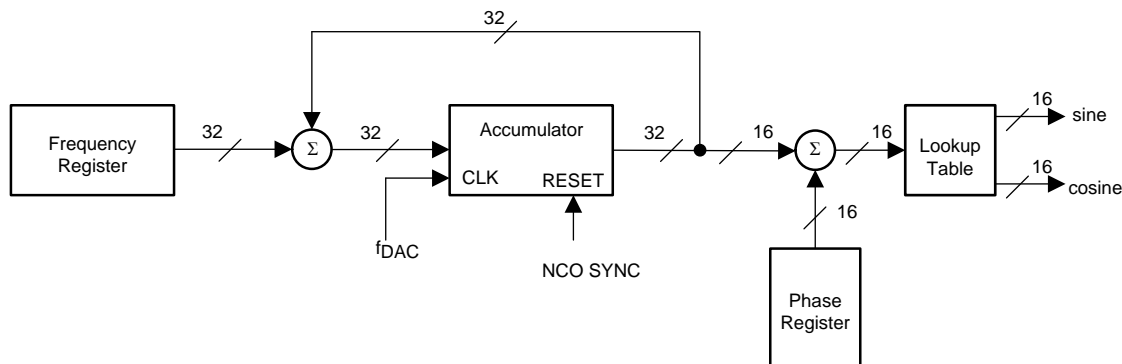 32
Frequency
Register
32
Σ
32
Accumulator
CLK
RESET
32
16
Σ
16
Lookup
Table
16
sine
16
cosine
16
fDAC
NCO SYNC
Phase
Register